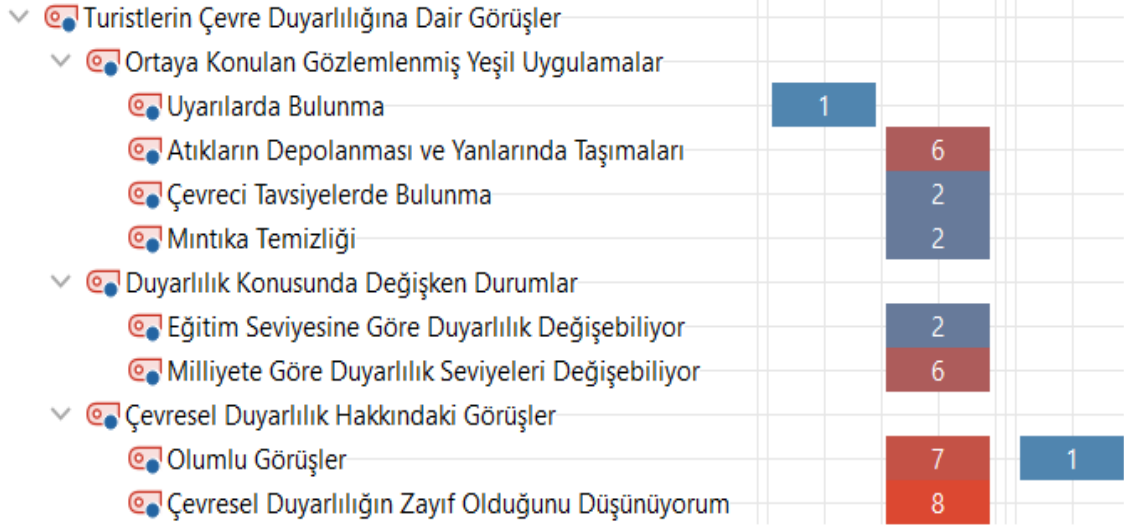 Turistlerin Çevre Duyarlılığına Dair Görüşler
Ortaya Konulan Gözlemlenmiş Yeşil Uygulamalar
Uyarılarda Bulunma 1
Atıkların Depolanması ve Yanlarında Taşımaları 6
Çevreci Tavsiyelerde Bulunma 2
Mıntıka Temizliği 2
Duyarlılık Konusunda Değişken Durumlar
Eğitim Seviyesine Göre Duyarlılık Değişebiliyor 2
Milliyete Göre Duyarlılık Seviyeleri Değişebiliyor 6
Çevresel Duyarlılık Hakkındaki Görüşler
Olumlu Görüşler 7 1
Çevresel Duyarlılığın Zayıf Olduğunu Düşünüyorum 8